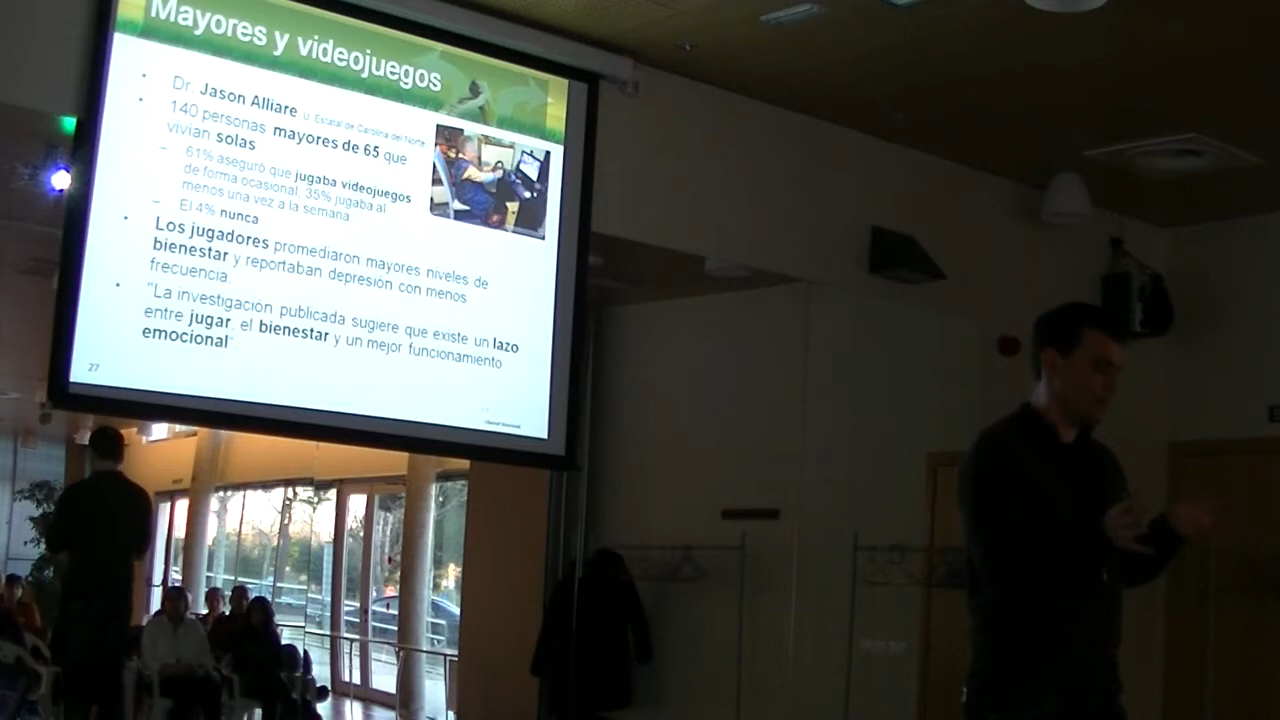 Mayores y videojuegos
Dr. Jason Alliare U. Estatal de Carolina del Norte
140 personas mayores de 65 que
vivían solas
61% aseguró que jugaba videojuegos
de forma ocasional, 35% jugaba al
menos una vez a la semana
El 4% nunca
Los jugadores promediaron mayores niveles de
bienestar y reportaban depresión con menos
frecuencia.
"La investigación publicada sugiere que existe un lazo
entre jugar, el bienestar y un mejor funcionamiento
emocional"
27